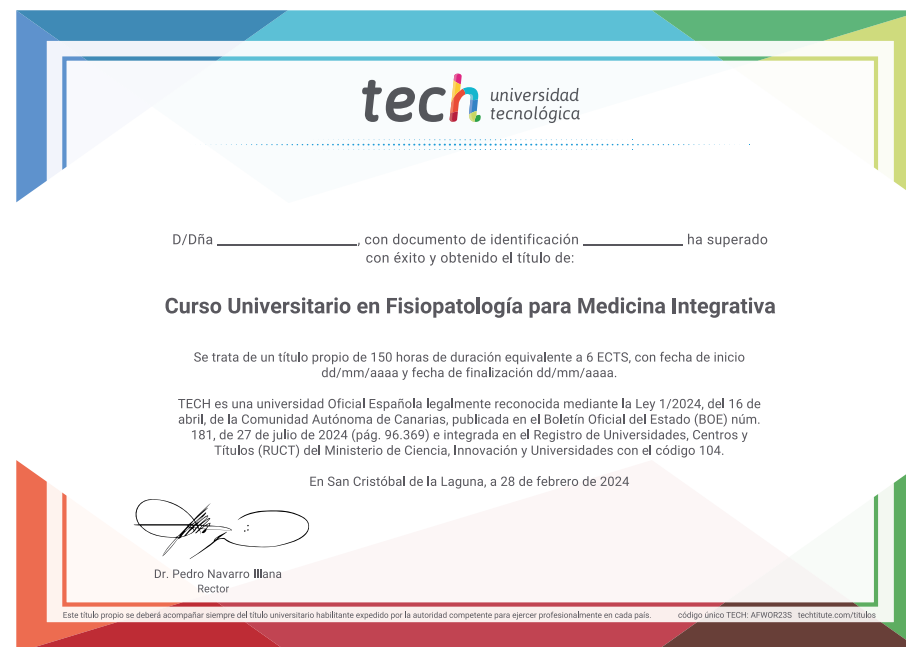 tech universidad
tecnológica
D/Dña ______________, con documento de identificación __________ ha superado
con éxito y obtenido el título de:
Curso Universitario en Fisiopatología para Medicina Integrativa
Se trata de un título propio de 150 horas de duración equivalente a 6 ECTS, con fecha de inicio
dd/mm/aaaa y fecha de finalización dd/mm/aaaa.
TECH es una universidad Oficial Española legalmente reconocida mediante la Ley 1/2024, del 16 de
abril, de la Comunidad Autónoma de Canarias, publicada en el Boletín Oficial del Estado (BOE) núm.
181, de 27 de julio de 2024 (pág. 96.369) e integrada en el Registro de Universidades, Centros y
Títulos (RUCT) del Ministerio de Ciencia, Innovación y Universidades con el código 104.
En San Cristóbal de la Laguna, a 28 de febrero de 2024
Dr. Pedro Navarro Illana
Rector
Este título propio se deberá acompañar siempre del título universitario habilitante expedido por la autoridad competente para ejercer profesionalmente en cada país. código único TECH: AFWOR23S techtitute.com/titulos